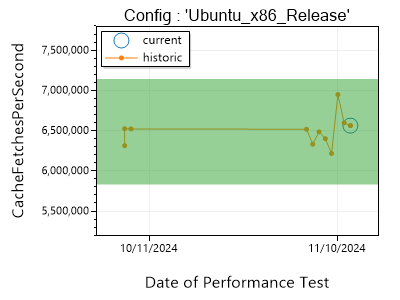 Config : 'Ubuntu_x86_Release'
current
historic
7,500,000
7,000,000
6,500,000
6,000,000
5,500,000
CacheFetchesPerSecond
10/11/2024
11/10/2024
Date of Performance Test